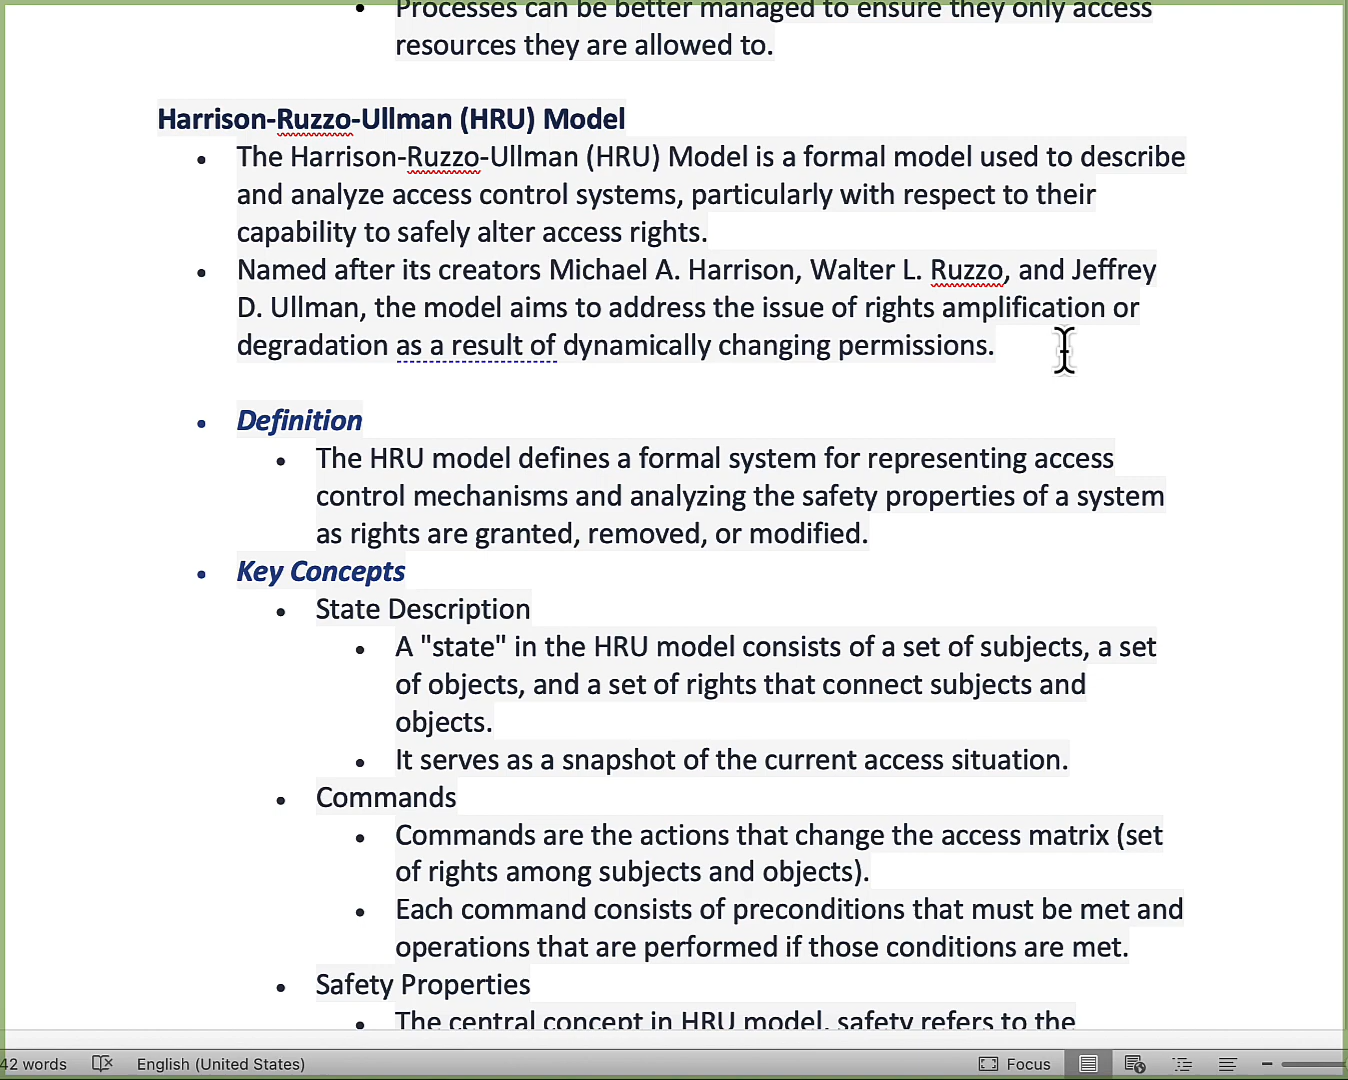 • Processes can be better managed to ensure they only access
resources they are allowed to.
Harrison-Ruzzo-Ullman (HRU) Model
• The Harrison-Ruzzo-Ullman (HRU) Model is a formal model used to describe
and analyze access control systems, particularly with respect to their
capability to safely alter access rights.
• Named after its creators Michael A. Harrison, Walter L. Ruzzo, and Jeffrey
D. Ullman, the model aims to address the issue of rights amplification or
degradation as a result of dynamically changing permissions.
• Definition
• The HRU model defines a formal system for representing access
control mechanisms and analyzing the safety properties of a system
as rights are granted, removed, or modified.
• Key Concepts
• State Description
• A "state" in the HRU model consists of a set of subjects, a set
of objects, and a set of rights that connect subjects and
objects.
• It serves as a snapshot of the current access situation.
• Commands
• Commands are the actions that change the access matrix (set
of rights among subjects and objects).
• Each command consists of preconditions that must be met and
operations that are performed if those conditions are met.
• Safety Properties
• The central concept in HRU model, safety refers to the
42 words English (United States) Focus